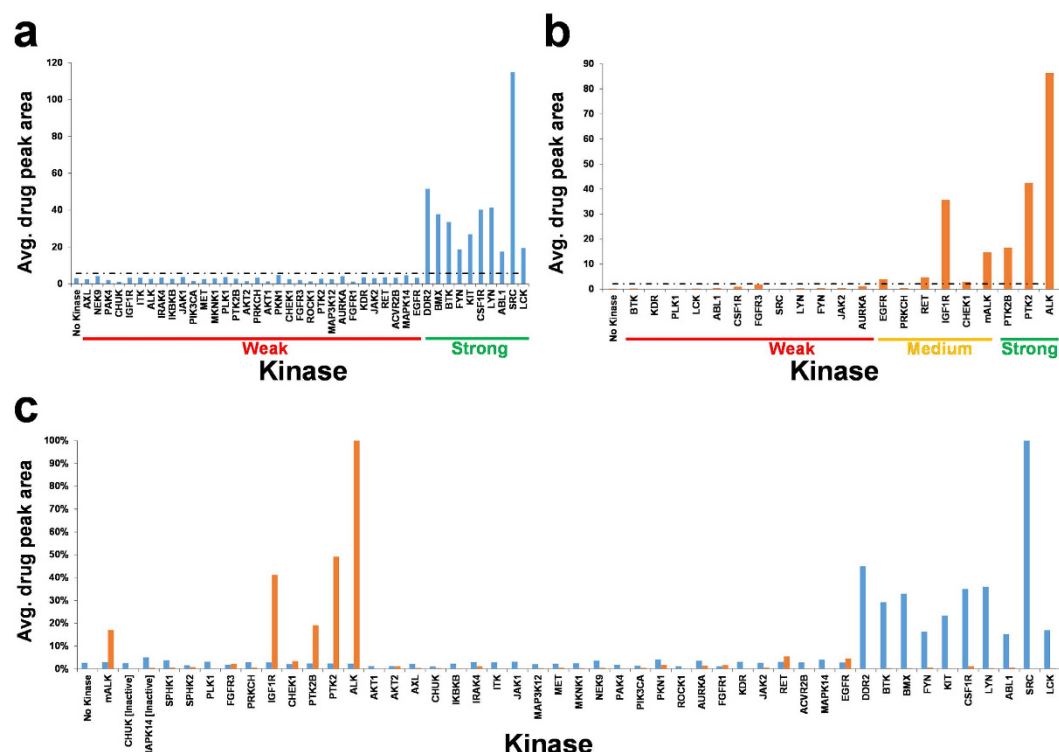 a
Avg. drug peak area
120
100
80
60
40
20
0
No Kinase
AXL
NEK9
PAK4
CHUK
IGF1R
ITK
ALK
IRAK4
IKBKB
JAK1
PIK3CA
MET
MKNK1
PLK1
PTK2B
AKT2
PRKCH
AKT1
PKN1
CHEK1
FGFR3
ROCK1
PTK2
MAP3K12
AURKA
FGFR1
KDR
JAK2
RET
ACVR2B
MAPK14
EGFR
DDR2
BMX
BTK
FYN
KIT
CSF1R
LYN
ABL1
SRC
LCK
Weak
Strong
Kinase
b
Avg. drug peak area
90
80
70
60
50
40
30
20
10
0
No Kinase
BTK
KDR
PLK1
LCK
ABL1
CSF1R
FGFR3
SRC
LYN
FYN
JAK2
AURKA
EGFR
PRKCH
RET
IGF1R
CHEK1
mALK
PTK2B
PTK2
ALK
Weak
Medium
Strong
Kinase
c
Avg. drug peak area
100%
90%
80%
70%
60%
50%
40%
30%
20%
10%
0%
No Kinase
mALK
CHUK [Inactive]
MAPK14 [Inactive]
SPHK1
SPHK2
PLK1
FGFR3
PRKCH
IGF1R
CHEK1
PTK2B
PTK2
ALK
AKT1
AKT2
AXL
CHUK
IKBKB
IRAK4
ITK
JAK1
MAP3K12
MET
MKNK1
NEK9
PAK4
PIK3CA
PKN1
ROCK1
AURKA
FGFR1
KDR
JAK2
RET
ACVR2B
MAPK14
EGFR
DDR2
BTK
BMX
FYN
KIT
CSF1R
LYN
ABL1
SRC
LCK
Kinase